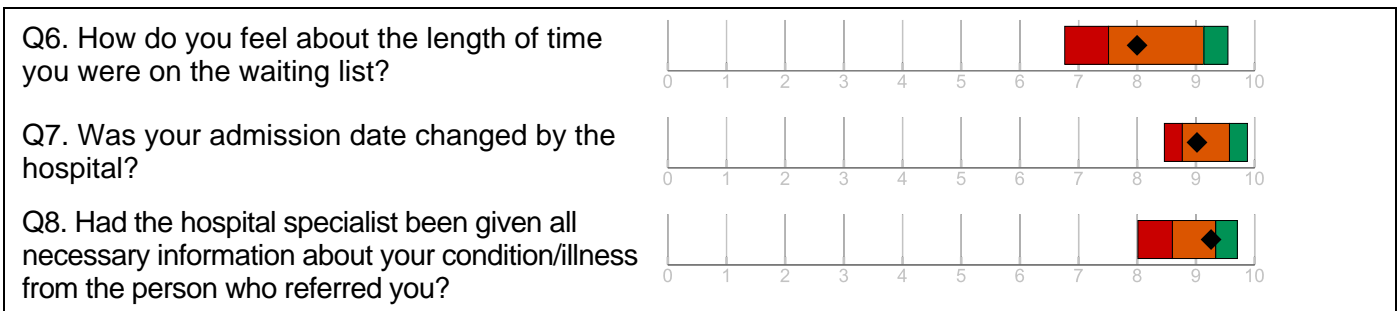 Q6. How do you feel about the length of time
you were on the waiting list?
0 1 2 3 4 5 6 7 8 9 10
Q7. Was your admission date changed by the
hospital?
0 1 2 3 4 5 6 7 8 9 10
Q8. Had the hospital specialist been given all
necessary information about your condition/illness
from the person who referred you?
0 1 2 3 4 5 6 7 8 9 10